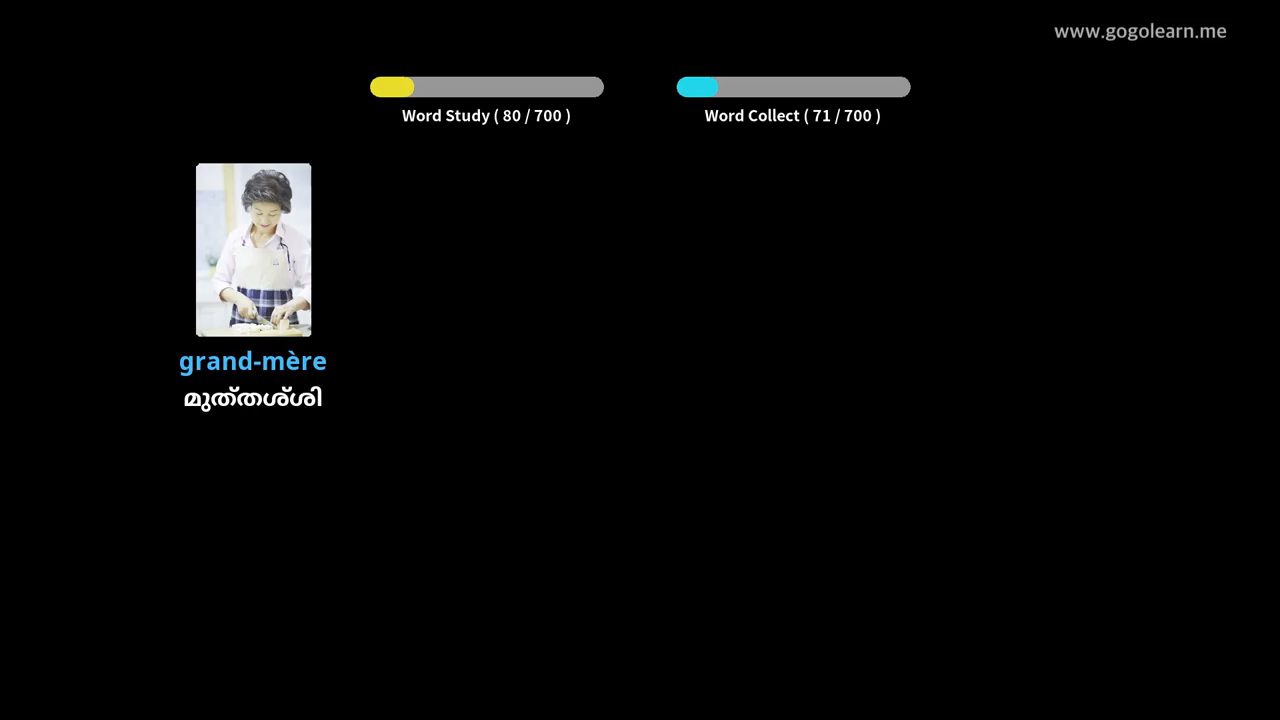 www.gogolearn.me
Word Study ( 80 / 700 )
Word Collect ( 71 / 700 )
grand-mère
മുത്തശ്ശി